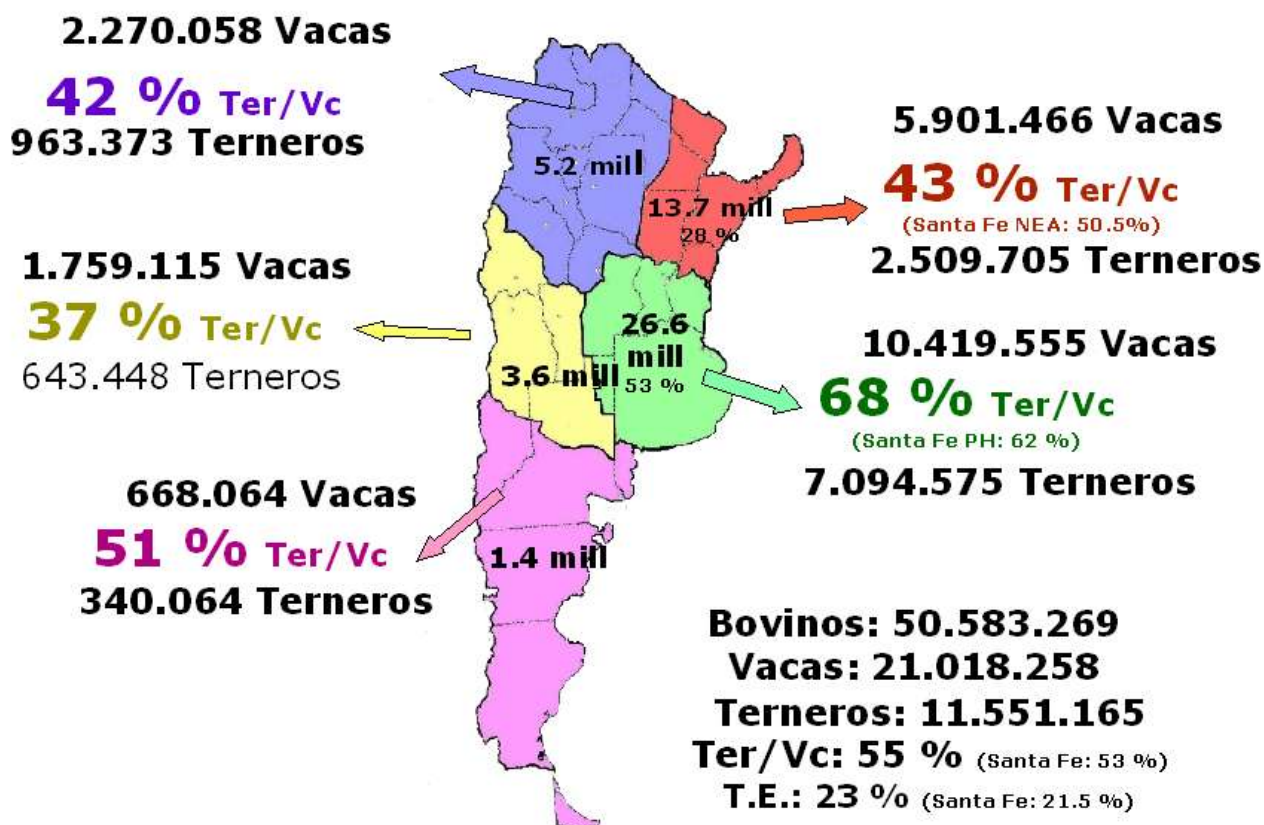 2.270.058 Vacas
42 % Ter/Vc
963.373 Terneros
5.2 mill
5.901.466 Vacas
43 % Ter/Vc
(Santa Fe NEA: 50.5%)
2.509.705 Terneros
13.7 mill
28 %
1.759.115 Vacas
37 % Ter/Vc
643.448 Terneros
3.6 mill
26.6
mill
53 %
10.419.555 Vacas
68 % Ter/Vc
(Santa Fe PH: 62 %)
7.094.575 Terneros
668.064 Vacas
51 % Ter/Vc
340.064 Terneros
1.4 mill
Bovinos: 50.583.269
Vacas: 21.018.258
Terneros: 11.551.165
Ter/Vc: 55 % (Santa Fe: 53 %)
T.E.: 23 % (Santa Fe: 21.5 %)